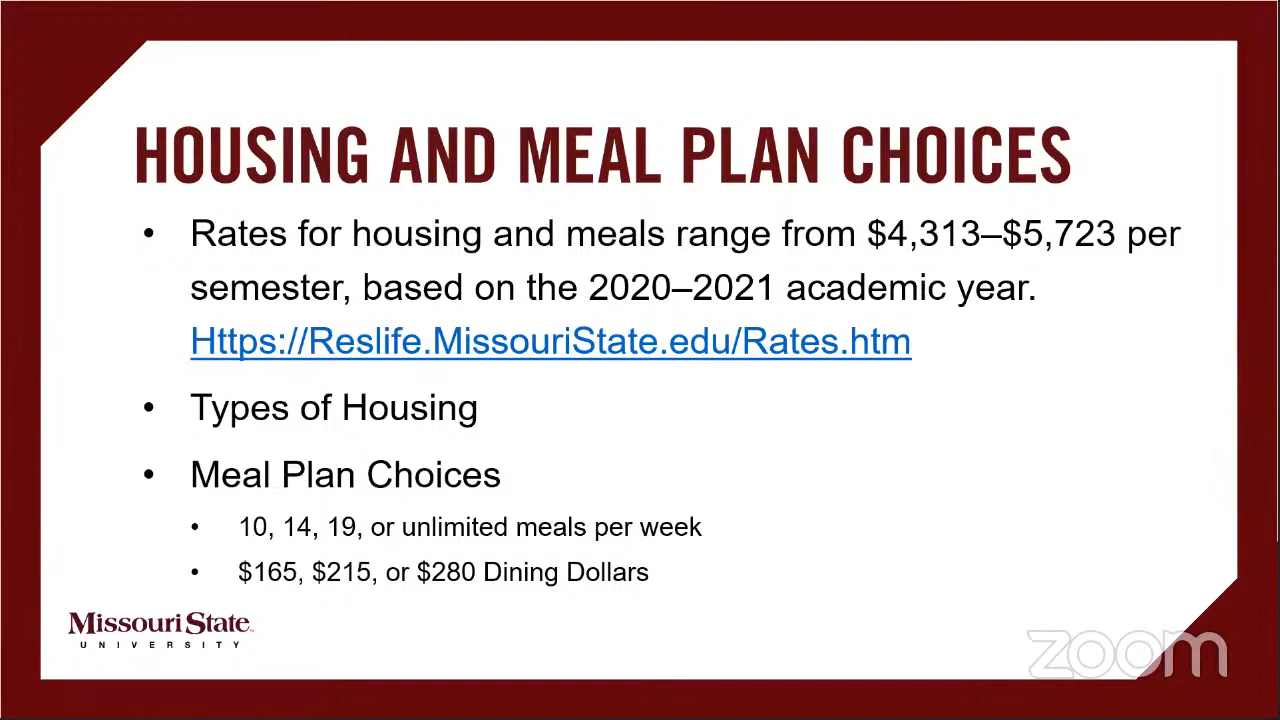 HOUSING AND MEAL PLAN CHOICES
• Rates for housing and meals range from $4,313–$5,723 per
semester, based on the 2020–2021 academic year.
Https://Reslife.MissouriState.edu/Rates.htm
• Types of Housing
• Meal Plan Choices
• 10, 14, 19, or unlimited meals per week
• $165, $215, or $280 Dining Dollars
Missouri State
UNIVERSITY
zoom